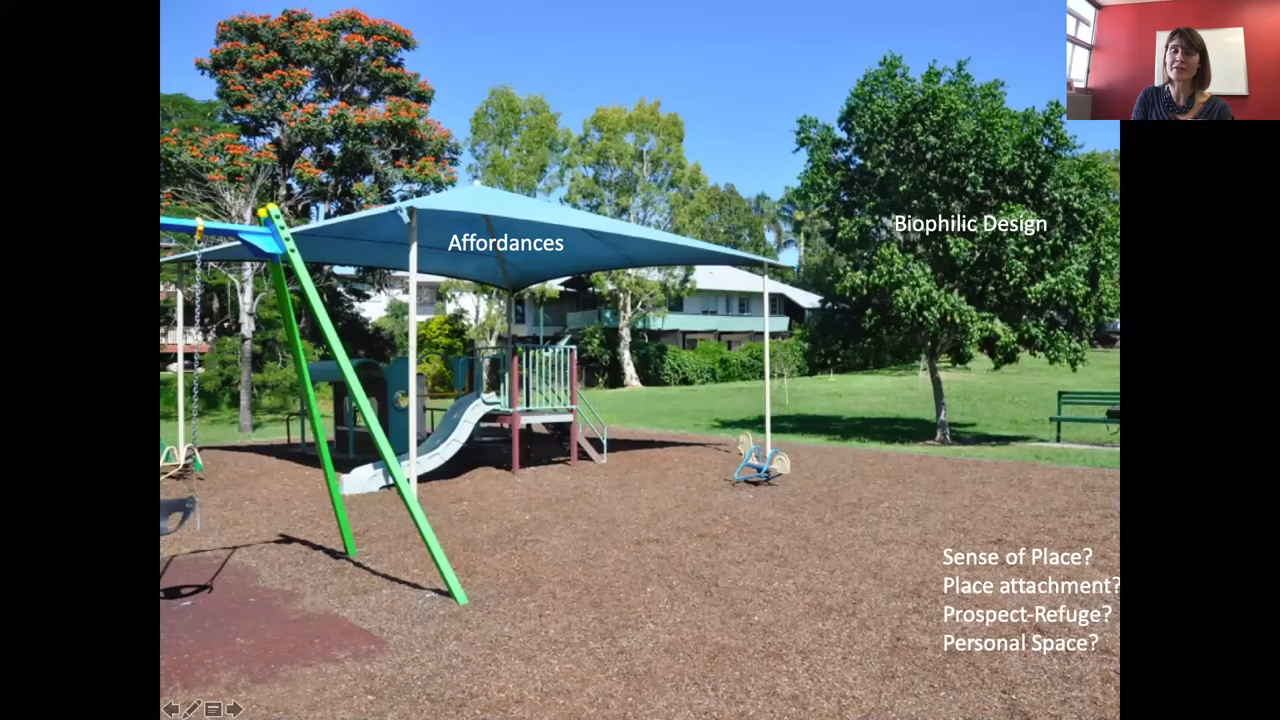 Affordances
Biophilic Design
Sense of Place?
Place attachment?
Prospect-Refuge?
Personal Space?